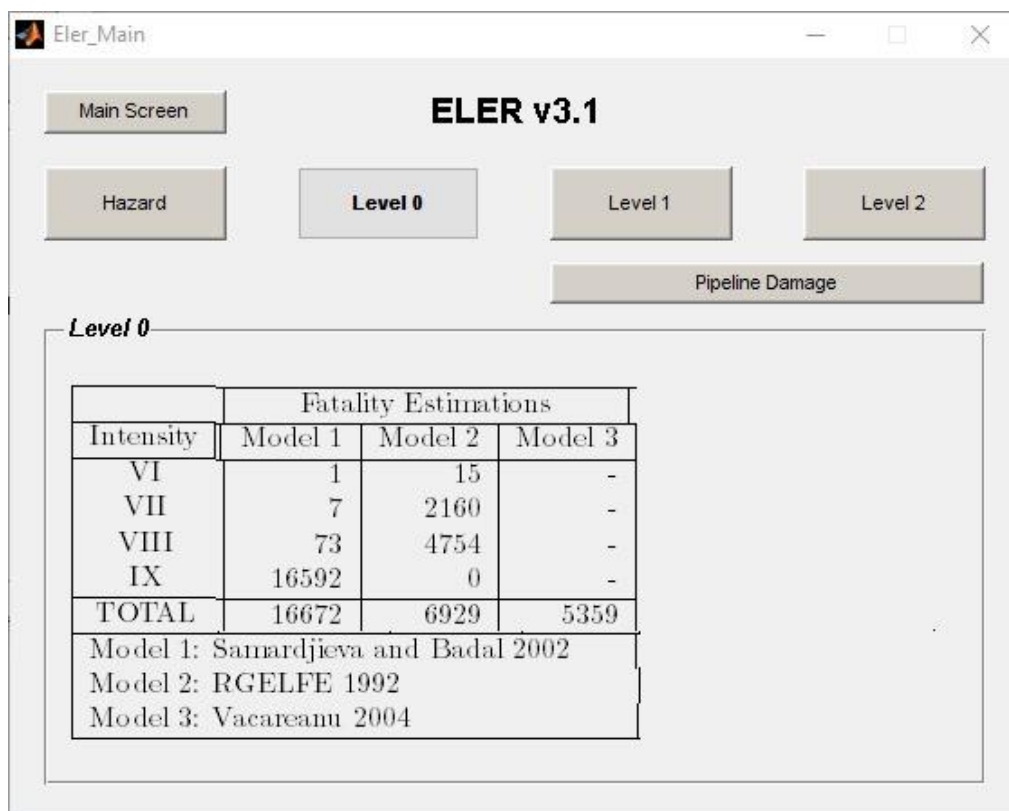 Eler_Main
Main Screen
ELER v3.1
Hazard Level 0 Level 1 Level 2
Pipeline Damage
Level 0
Fatality Estimations
Intensity Model 1 Model 2 Model 3
VI 1 15 -
VII 7 2160 -
VIII 73 4754 -
IX 16592 0 -
TOTAL 16672 6929 5359
Model 1: Samardjieva and Badal 2002
Model 2: RGELFE 1992
Model 3: Vacareanu 2004